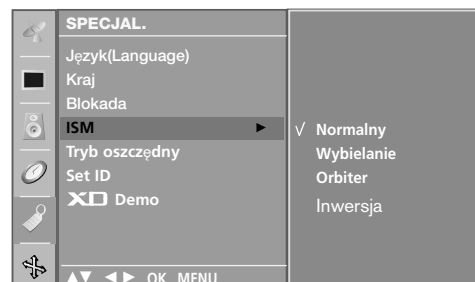 SPECJAL.
Język(Language)
Kraj
Blokada
ISM ►
Tryb oszczędny
Set ID
XD Demo
▲▼ ◄► OK MENU
√ Normalny
Wybielanie
Orbiter
Inwersja